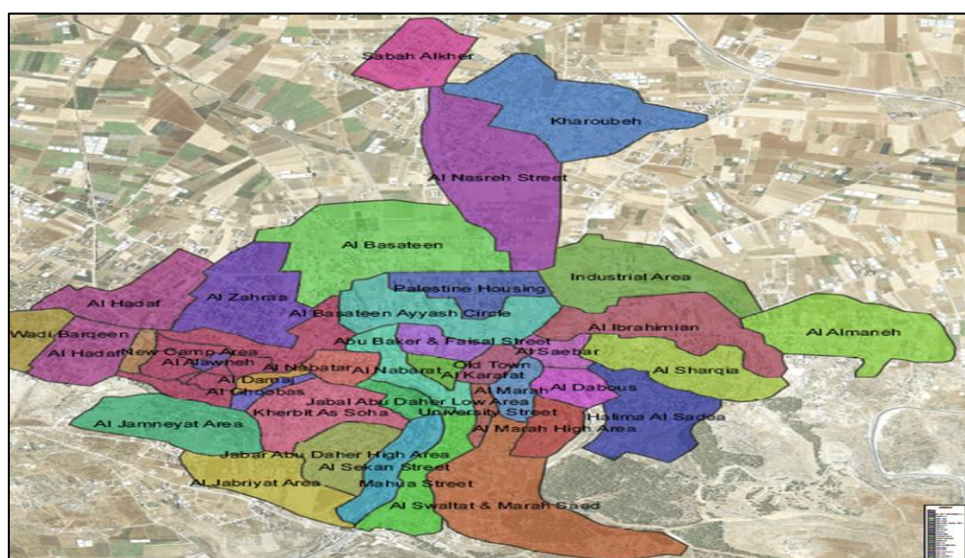 Sabah Alkher
Kharoubeh
Al Nasreh Street
Al Basateen
Industrial Area
Palestine Housing
Al Zahraa
Al Hadaf
Al Basateen Ayyash Circle
Al Ibrahimian
Al Almaneh
Wadi Barqeen
Abu Baker & Faisal Street
Al Hadaf
New Camp Area
Al Saebar
Al Alawneh
Al Nabatar
Al Nabarat
Old Town
Al Karafat
Al Sharqia
Al Damaj
Al Ghobas
Al Marah
Al Dabous
Jabal Abu Daher Low Area
Kherbit As Soha
University Street
Halima Al Sadea
Al Jamneyat Area
Al Marah High Area
Jabar Abu Daher High Area
Al Sekan Street
Al Jabriyat Area
Mahua Street
Al Swaltat & Marah Saed